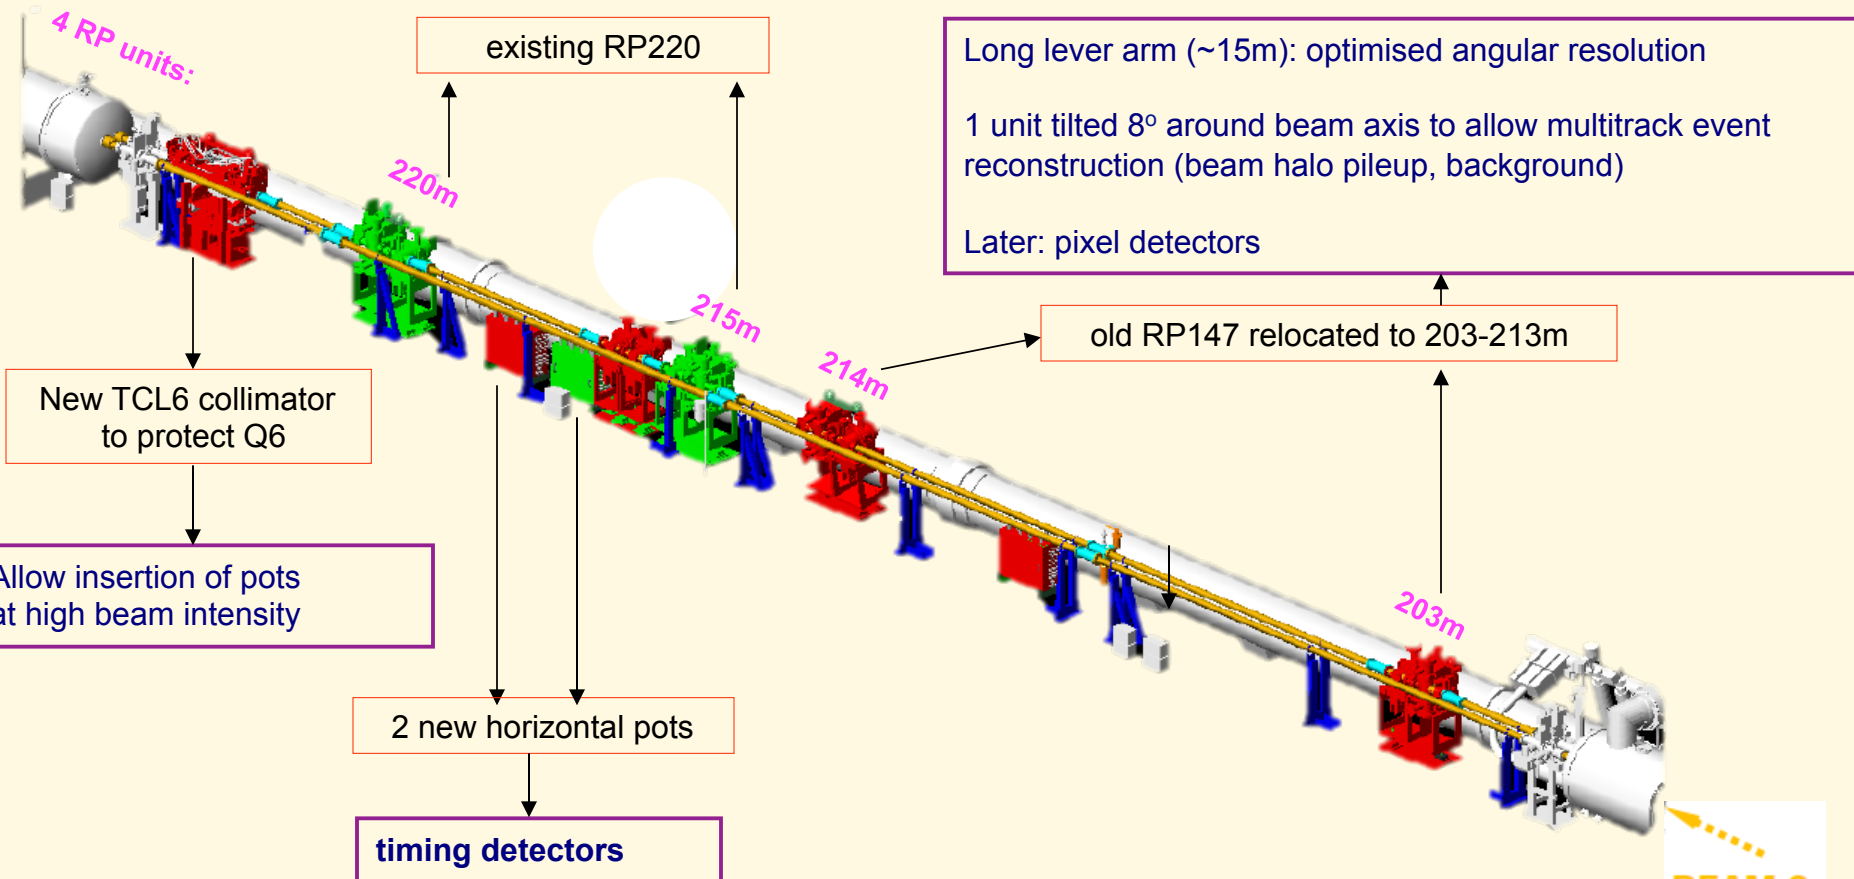 4 RP units:
existing RP220
Long lever arm (~15m): optimised angular resolution
1 unit tilted 8º around beam axis to allow multitrack event
reconstruction (beam halo pileup, background)
Later: pixel detectors
220m
215m
214m
old RP147 relocated to 203-213m
New TCL6 collimator
to protect Q6
Allow insertion of pots
at high beam intensity
203m
2 new horizontal pots
timing detectors